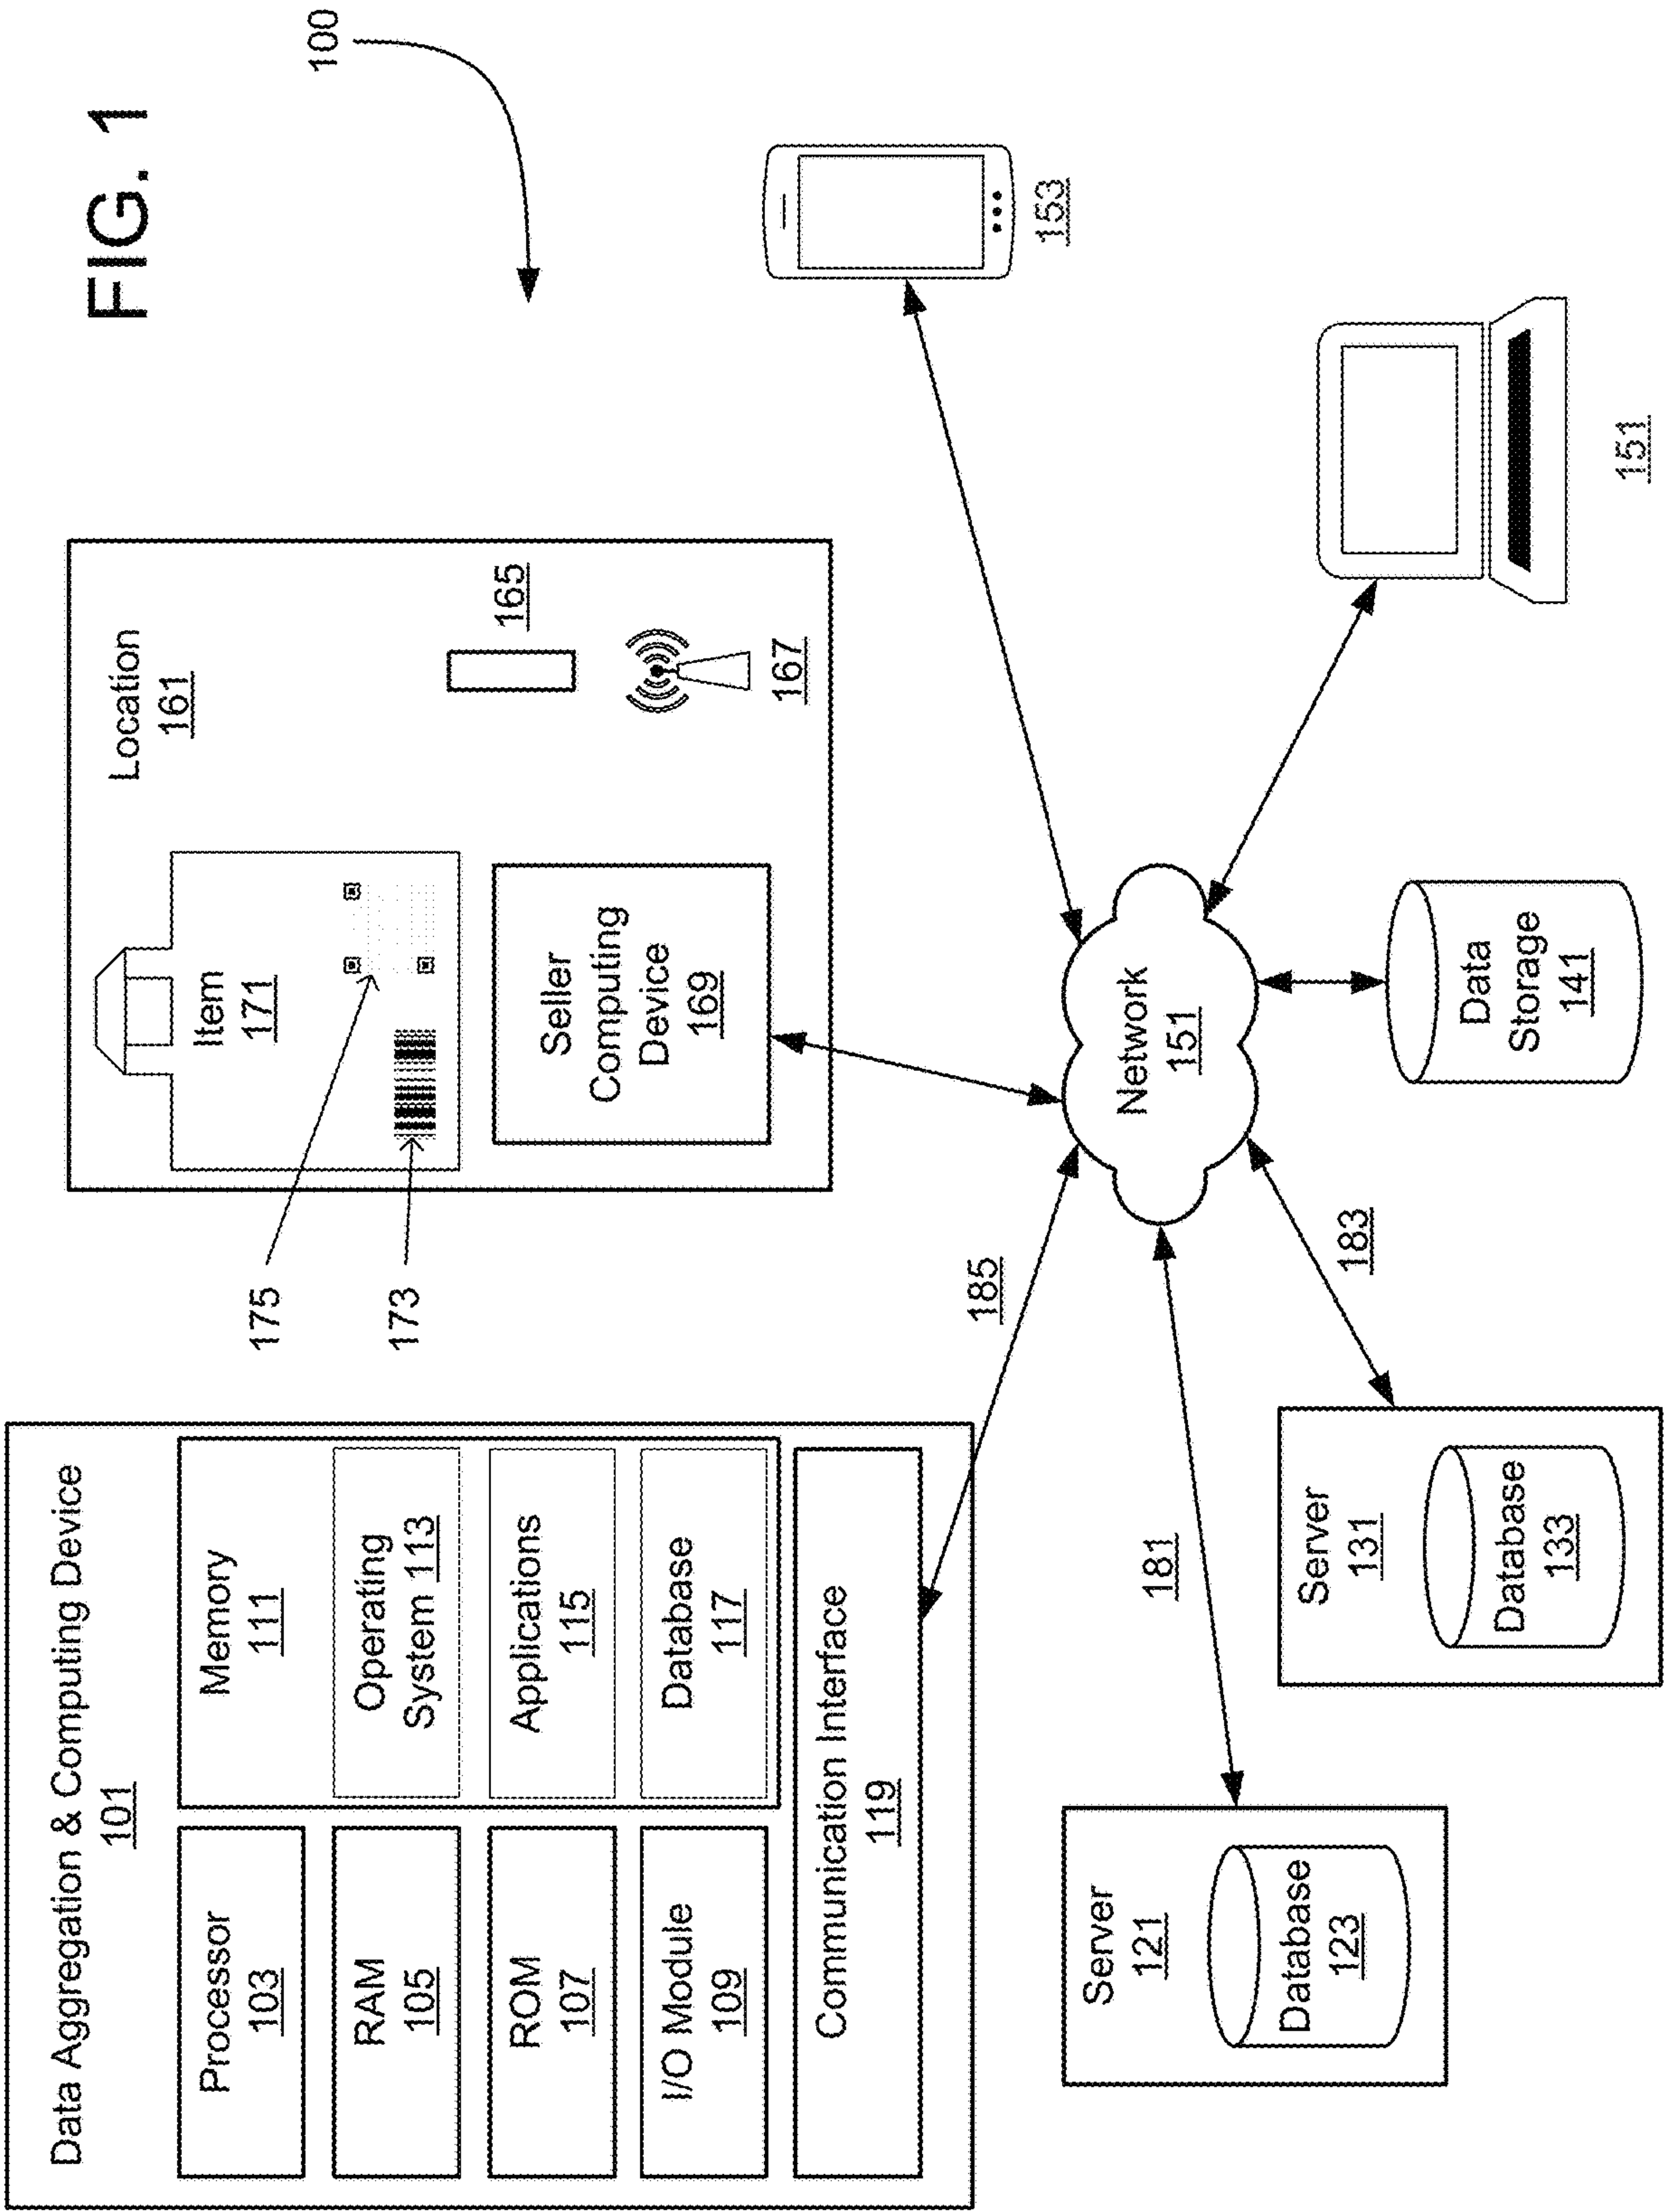 FIG. 1
100
Data Aggregation & Computing Device
101
Processor
103
RAM
105
ROM
107
I/O Module
109
Memory
111
Operating
System 113
Applications
115
Database
117
Communication Interface
119
175
173
Location
161
Item
171
165
167
Seller
Computing
Device
169
153
185
Network
151
181
183
Server
121
Database
123
Server
131
Database
133
Data
Storage
141
151